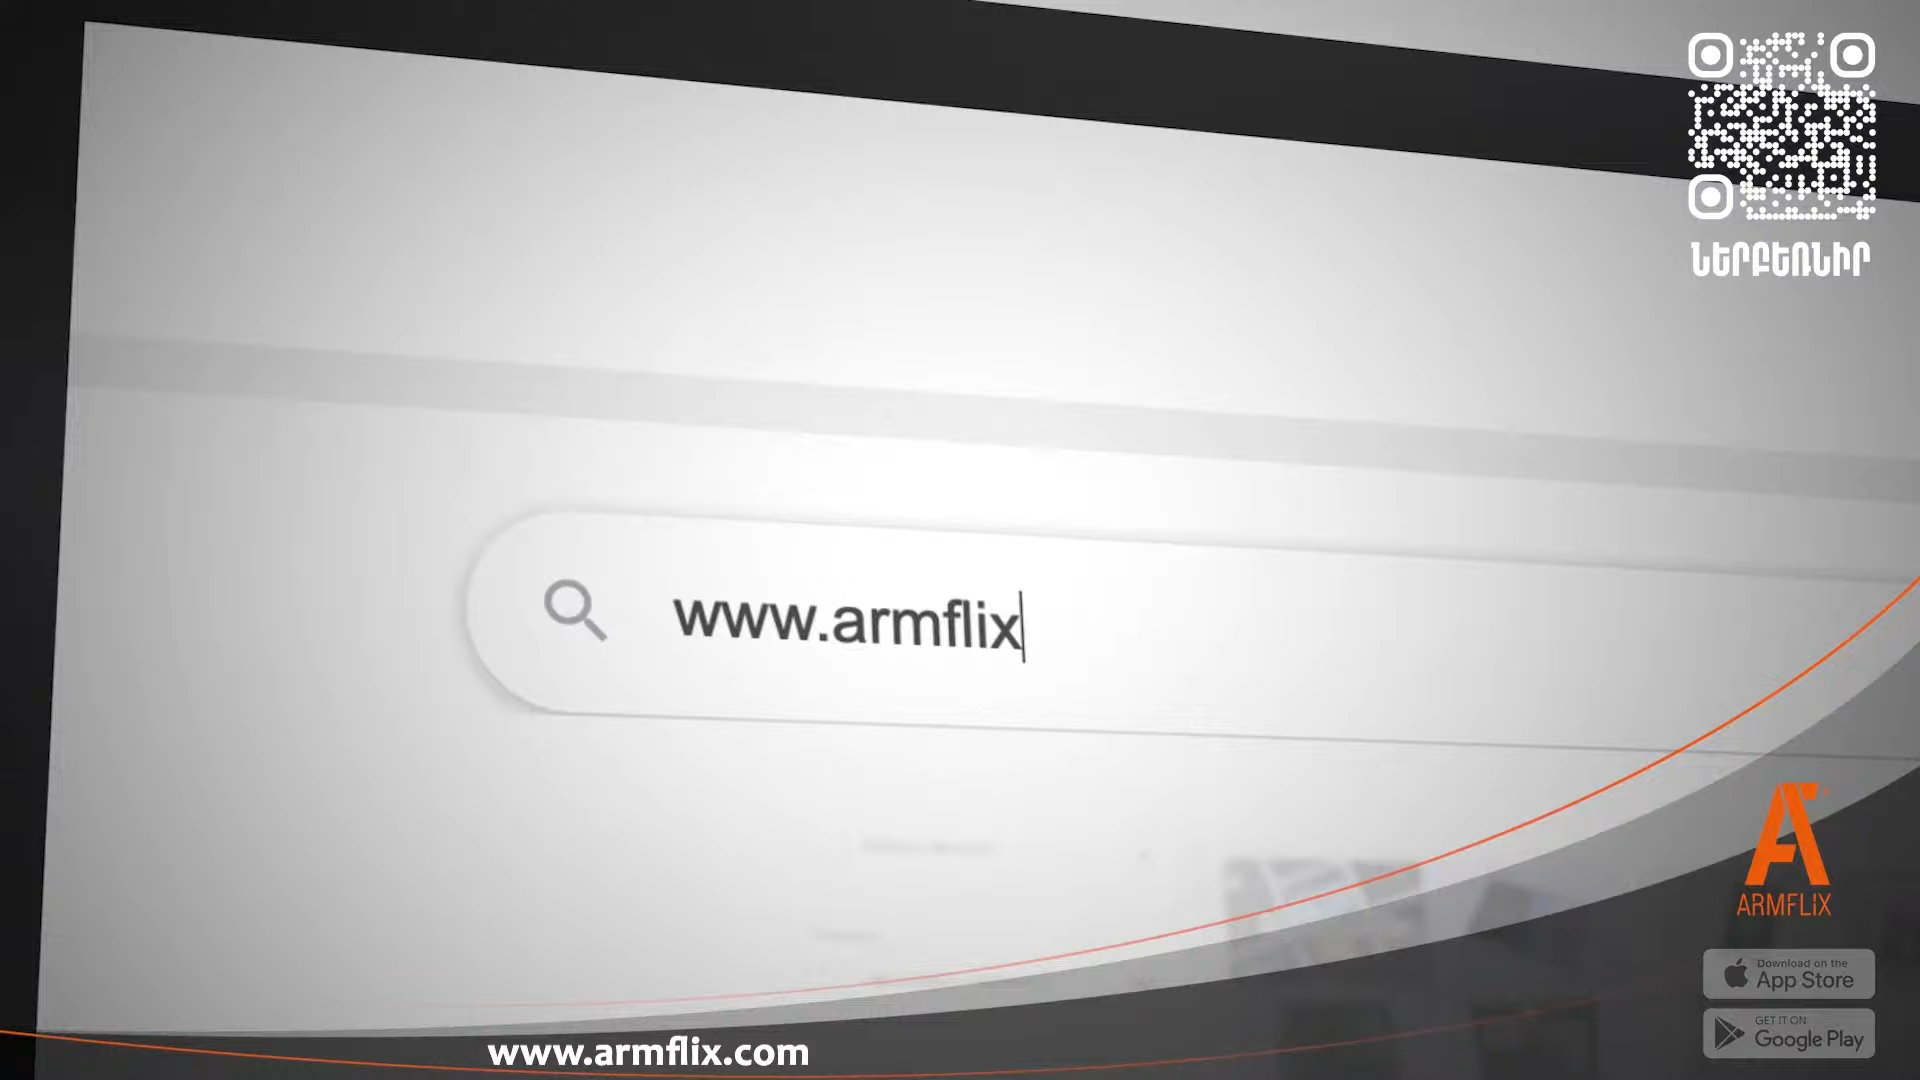 ՆԵՐԲԵՌՆԻՐ
www.armflix
ARMFLiX
Download on the
App Store
GET IT ON
Google Play
www.armflix.com